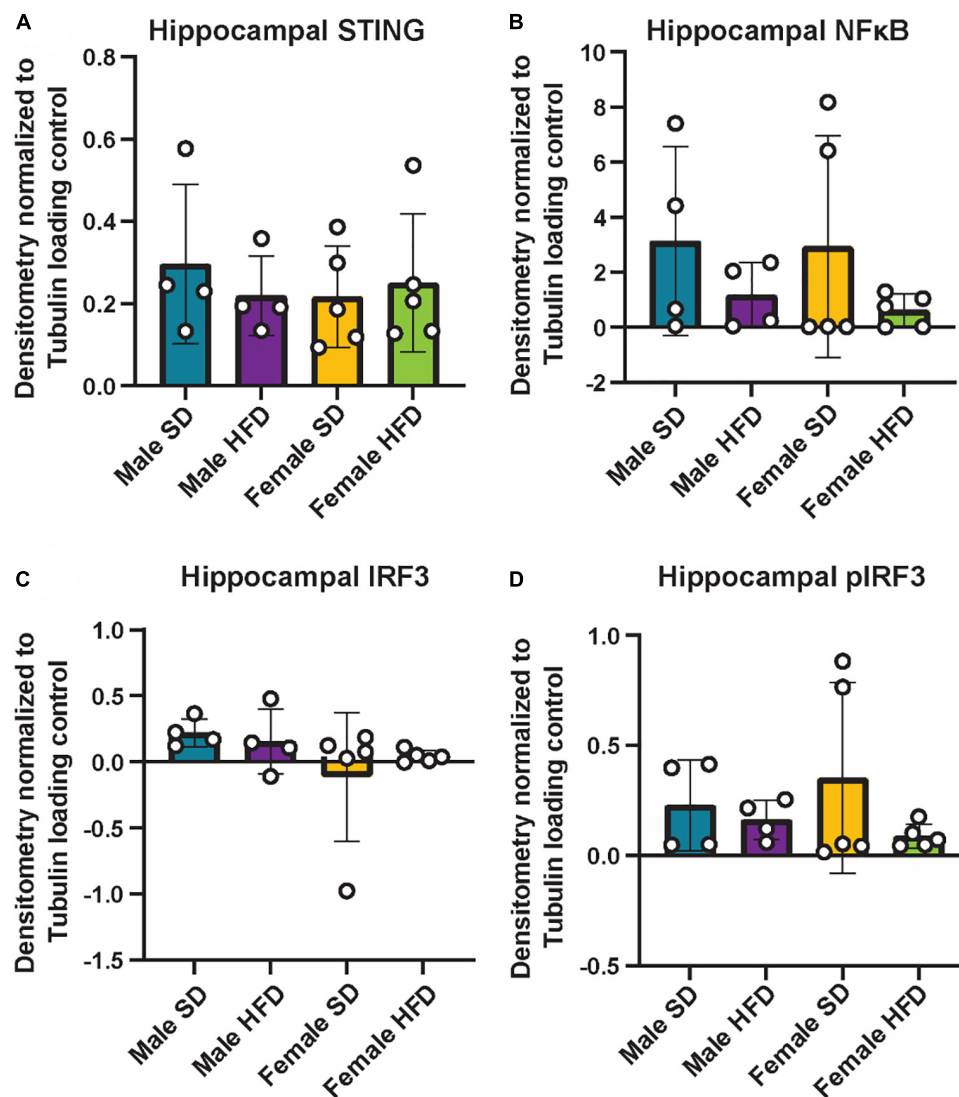 A
Hippocampal STING
Densitometry normalized to
Tubulin loading control
0.8
0.6
0.4
0.2
0.0
Male SD
Male HFD
Female SD
Female HFD
B
Hippocampal NFκB
Densitometry normalized to
Tubulin loading control
10
8
6
4
2
0
-2
Male SD
Male HFD
Female SD
Female HFD
C
Hippocampal IRF3
Densitometry normalized to
Tubulin loading control
1.0
0.5
0.0
-0.5
-1.0
-1.5
Male SD
Male HFD
Female SD
Female HFD
D
Hippocampal pIRF3
Densitometry normalized to
Tubulin loading control
1.0
0.5
0.0
-0.5
Male SD
Male HFD
Female SD
Female HFD